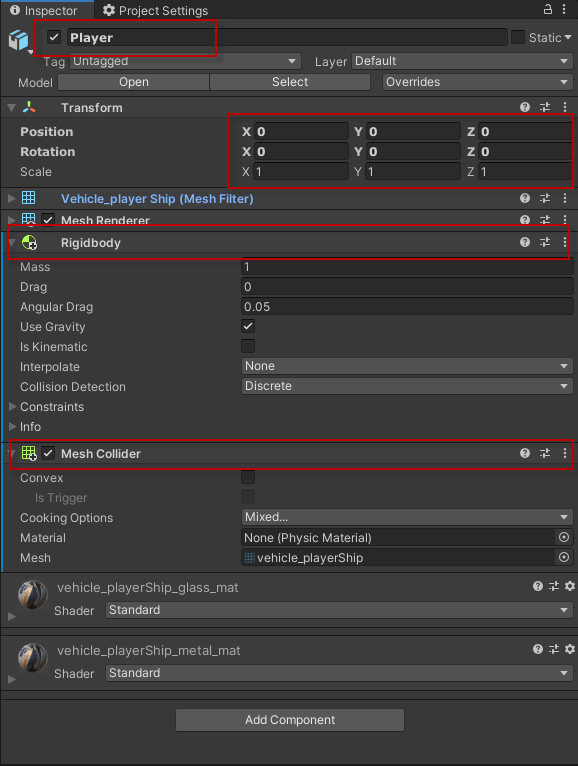 Inspector Project Settings
Player Static
Tag Untagged Layer Default
Model Open Select Overrides
Transform
Position X 0 Y 0 Z 0
Rotation X 0 Y 0 Z 0
Scale X 1 Y 1 Z 1
Vehicle_player Ship (Mesh Filter)
Mesh Renderer
Rigidbody
Mass 1
Drag 0
Angular Drag 0.05
Use Gravity
Is Kinematic
Interpolate None
Collision Detection Discrete
Constraints
Info
Mesh Collider
Convex
Is Trigger
Cooking Options Mixed...
Material None (Physic Material)
Mesh vehicle_playerShip
vehicle_playerShip_glass_mat
Shader Standard
vehicle_playerShip_metal_mat
Shader Standard
Add Component